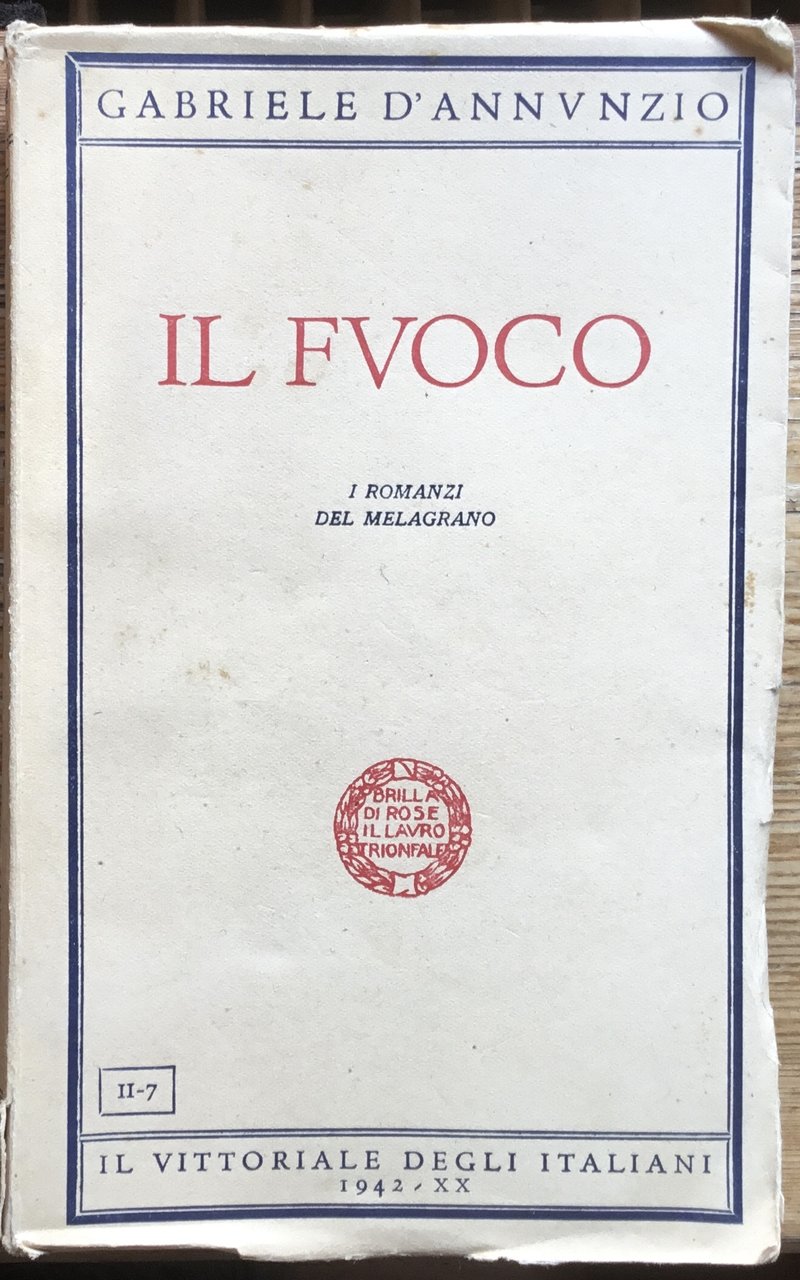 GABRIELE D'ANNVNZIO
IL FVOCO
I ROMANZI
DEL MELAGRANO
BRILLA
DI ROSE
IL LAVRO
TRIONFALE
II-7
IL VITTORIALE DEGLI ITALIANI
1942 - XX